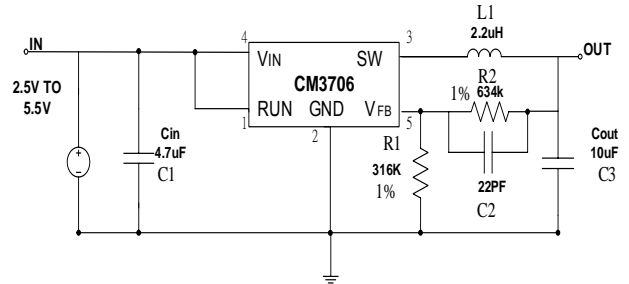 L1
2.2uH
IN
OUT
4
VIN
SW
3
CM3706
R2
634k
1%
2.5V TO
5.5V
RUN
GND
VFB
1
2
5
Cin
4.7uF
C1
R1
316K
1%
22PF
C2
Cout
10uF
C3